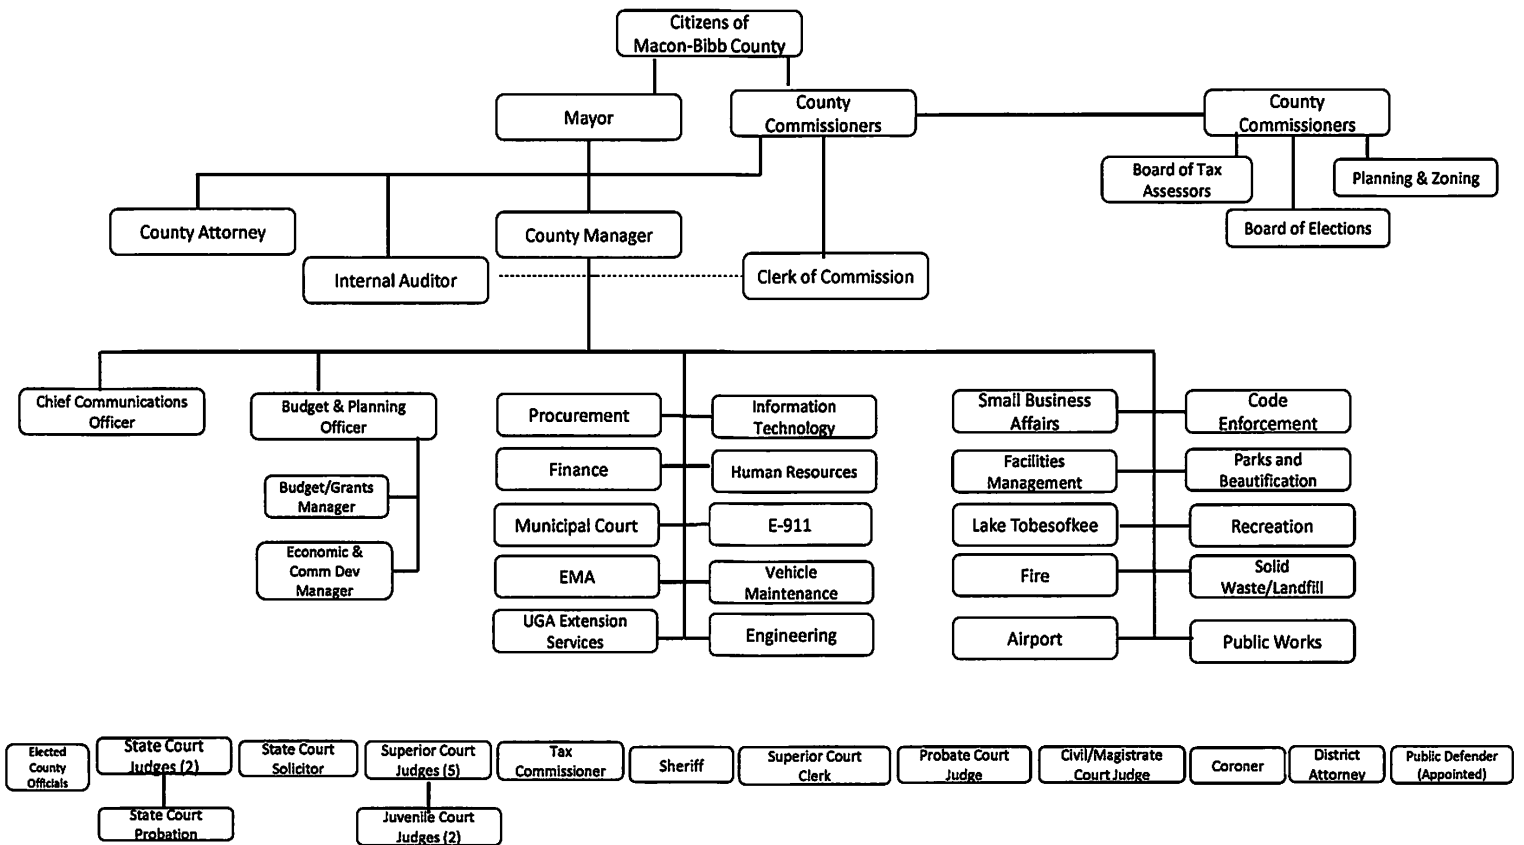 Citizens of
Macon-Bibb County
Mayor
County
Commissioners
County
Commissioners
Board of Tax
Assessors
Planning & Zoning
Board of Elections
County Attorney
County Manager
Internal Auditor
Clerk of Commission
Chief Communications
Officer
Budget & Planning
Officer
Budget/Grants
Manager
Economic &
Comm Dev
Manager
Procurement
Information
Technology
Finance
Human Resources
Municipal Court
E-911
EMA
Vehicle
Maintenance
UGA Extension
Services
Engineering
Small Business
Affairs
Code
Enforcement
Facilities
Management
Parks and
Beautification
Lake Tobesofkee
Recreation
Fire
Solid
Waste/Landfill
Airport
Public Works
Elected
County
Officials
State Court
Judges (2)
State Court
Solicitor
Superior Court
Judges (5)
Tax
Commissioner
Sheriff
Superior Court
Clerk
Probate Court
Judge
Civil/Magistrate
Court Judge
Coroner
District
Attorney
Public Defender
(Appointed)
State Court
Probation
Juvenile Court
Judges (2)